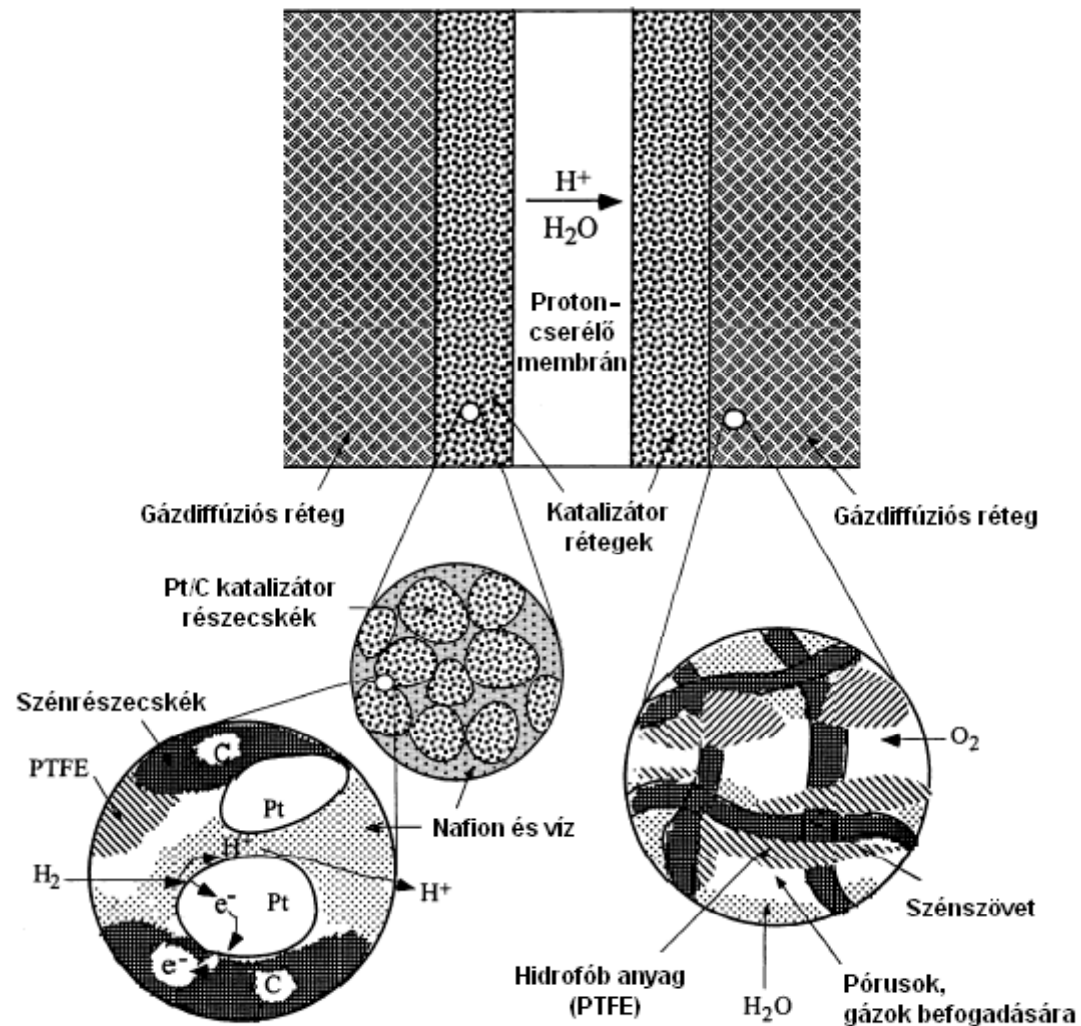 H+
H2O
Proton-
cserélő
membrán
Gázdiffúziós réteg
Katalizátor
rétegek
Gázdiffúziós réteg
Pt/C katalizátor
részecskék
Szénrészecskék
C
PTFE
Pt
O2
Nafion és víz
H+
H2
H+
e-
Pt
Szénszövet
e-
C
Hidrofób anyag
(PTFE)
H2O
Pórusok,
gázok befogadására